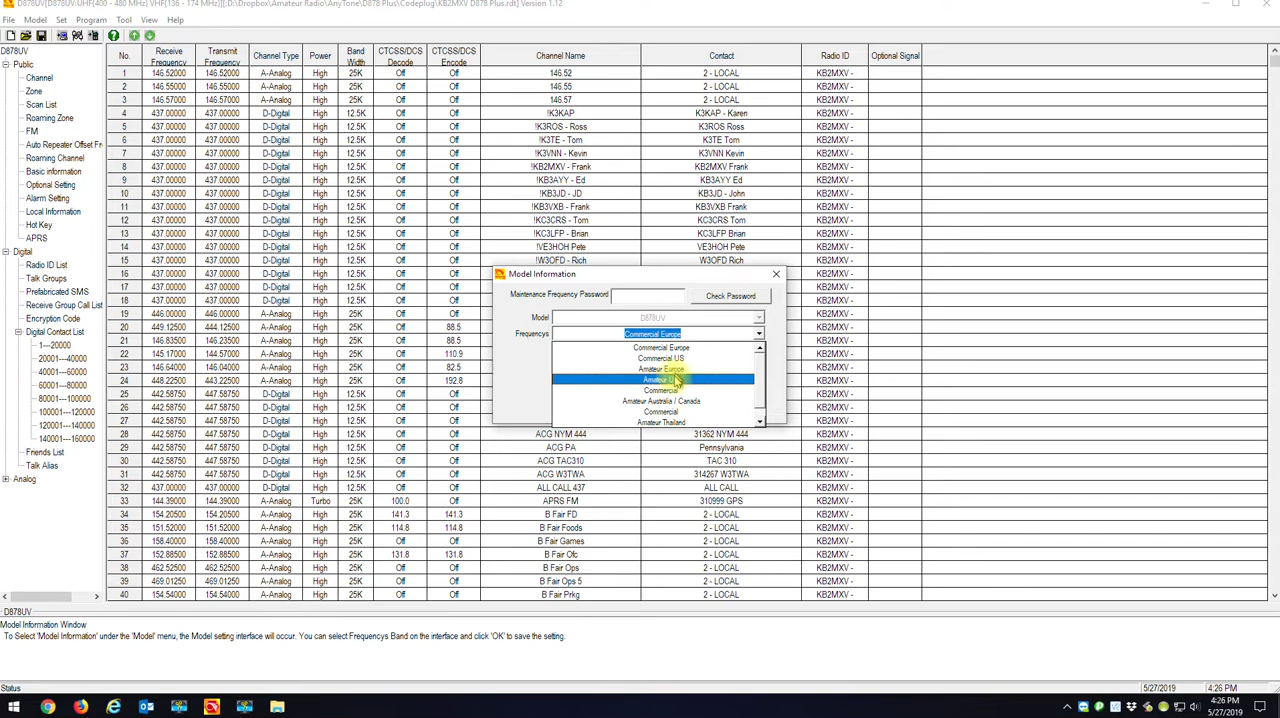 D878UV[D878UV:UHF(400 - 480 MHz) VHF(136 - 174 MHz)][:D:\Dropbox\Amateur Radio\AnyTone\D878 Plus\Codeplug\KB2MXV D878 Plus.rdt] Version 1.12
File Model Set Program Tool View Help
D878UV
Public
Channel
Zone
Scan List
Roaming Zone
FM
Auto Repeater Offset Fr
Roaming Channel
Basic information
Optional Setting
Alarm Setting
Local Information
Hot Key
APRS
Digital
Radio ID List
Talk Groups
Prefabricated SMS
Receive Group Call List
Encryption Code
Digital Contact List
1---20000
20001---40000
40001---60000
60001---80000
80001---100000
100001---120000
120001---140000
140001---160000
Friends List
Talk Alias
Analog
D878UV
No. Receive Frequency Transmt Frequency Channel Type Power Band Width CTCSS/DCS Decode CTCSS/DCS Encode Channel Name Contact Radio ID Optional Signal
1 146.52000 146.52000 A-Analog High 25K Off Off 146.52 2 - LOCAL KB2MXV -
2 146.55000 146.55000 A-Analog High 25K Off Off 146.55 2 - LOCAL KB2MXV -
3 146.57000 146.57000 A-Analog High 25K Off Off 146.57 2 - LOCAL KB2MXV -
4 437.00000 437.00000 D-Digital High 12.5K Off Off !K3KAP K3KAP - Karen KB2MXV -
5 437.00000 437.00000 D-Digital High 12.5K Off Off !K3ROS - Ross K3ROS Ross KB2MXV -
6 437.00000 437.00000 D-Digital High 12.5K Off Off !K3TE - Tom K3TE - Tom KB2MXV -
7 437.00000 437.00000 D-Digital High 12.5K Off Off !K3VNN - Kevin K3VNN Kevin KB2MXV -
8 437.00000 437.00000 D-Digital High 12.5K Off Off !KB2MXV - Frank KB2MXV Frank KB2MXV -
9 437.00000 437.00000 D-Digital High 12.5K Off Off !KB3AYY - Ed KB3AYY - Ed KB2MXV -
10 437.00000 437.00000 D-Digital High 12.5K Off Off !KB3JD - JD KB3JD - John KB2MXV -
11 437.00000 437.00000 D-Digital High 12.5K Off Off !KB3VXB - Frank KB3VXB - Frank KB2MXV -
12 437.00000 437.00000 D-Digital High 12.5K Off Off !KC3CRS - Tom KC3CRS - Tom KB2MXV -
13 437.00000 437.00000 D-Digital High 12.5K Off Off !KC3LFP - Brian KC3LFP - Brian KB2MXV -
14 437.00000 437.00000 D-Digital High 12.5K Off Off !VE3HOH Pete VE3HOH Pete KB2MXV -
15 437.00000 437.00000 D-Digital High 12.5K Off Off !W3OFD - Rich W3OFD Rich KB2MXV -
16 437.00000 437.00000 D-Digital High 12.5K Off KB2MXV -
17 437.00000 437.00000 D-Digital High 12.5K Off KB2MXV -
18 437.00000 437.00000 D-Digital High 12.5K Off KB2MXV -
19 446.00000 446.00000 A-Analog High 25K Off KB2MXV -
20 449.12500 444.12500 A-Analog High 25K Off 88.5 KB2MXV -
21 146.83500 146.23500 A-Analog High 25K Off 88.5 KB2MXV -
22 145.17000 144.57000 A-Analog High 25K Off 110.9 KB2MXV -
23 146.64000 146.04000 A-Analog High 25K Off 82.5 KB2MXV -
24 448.22500 443.22500 A-Analog High 25K Off 192.8 KB2MXV -
25 442.58750 447.58750 D-Digital High 12.5K Off Off KB2MXV -
26 442.58750 447.58750 D-Digital High 12.5K Off Off KB2MXV -
27 442.58750 447.58750 D-Digital High 12.5K Off Off KB2MXV -
28 442.58750 447.58750 D-Digital High 12.5K Off Off ACG NYM 444 31362 NYM 444 KB2MXV -
29 442.58750 447.58750 D-Digital High 12.5K Off Off ACG PA Pennsylvania KB2MXV -
30 442.58750 447.58750 D-Digital High 12.5K Off Off ACG TAC310 TAC 310 KB2MXV -
31 442.58750 447.58750 D-Digital High 12.5K Off Off ACG W3TWA 314267 W3TWA KB2MXV -
32 437.00000 437.00000 D-Digital High 12.5K Off Off ALL CALL 437 ALL CALL KB2MXV -
33 144.39000 144.39000 A-Analog Turbo 25K 100.0 Off APRS FM 310999 GPS KB2MXV -
34 154.20500 154.20500 A-Analog High 25K 141.3 141.3 B Fair FD 2 - LOCAL KB2MXV -
35 151.52000 151.52000 A-Analog High 25K 114.8 114.8 B Fair Foods 2 - LOCAL KB2MXV -
36 158.40000 158.40000 A-Analog High 25K Off Off B Fair Games 2 - LOCAL KB2MXV -
37 152.88500 152.88500 A-Analog High 25K 131.8 131.8 B Fair Ofc 2 - LOCAL KB2MXV -
38 462.52500 462.52500 A-Analog High 25K Off Off B Fair Ops 2 - LOCAL KB2MXV -
39 469.01250 469.01250 A-Analog High 25K Off Off B Fair Ops 5 2 - LOCAL KB2MXV -
40 154.54000 154.54000 A-Analog High 25K Off Off B Fair Prkg 2 - LOCAL KB2MXV -
Model Information
Maintenance Frequency Password Check Password
Model D878UV
Frequencys Commercial Europe
Commercial Europe
Commercial US
Amateur Europe
Amateur
Commercial
Amateur Australia / Canada
Commercial
Amateur Thailand
Model Information Window
To Select 'Model Information' under the 'Model' menu, the Model setting interface will occur. You can select Frequencys Band on the interface and click 'OK' to save the setting.
Status 5/27/2019 4:26 PM
4:26 PM
5/27/2019